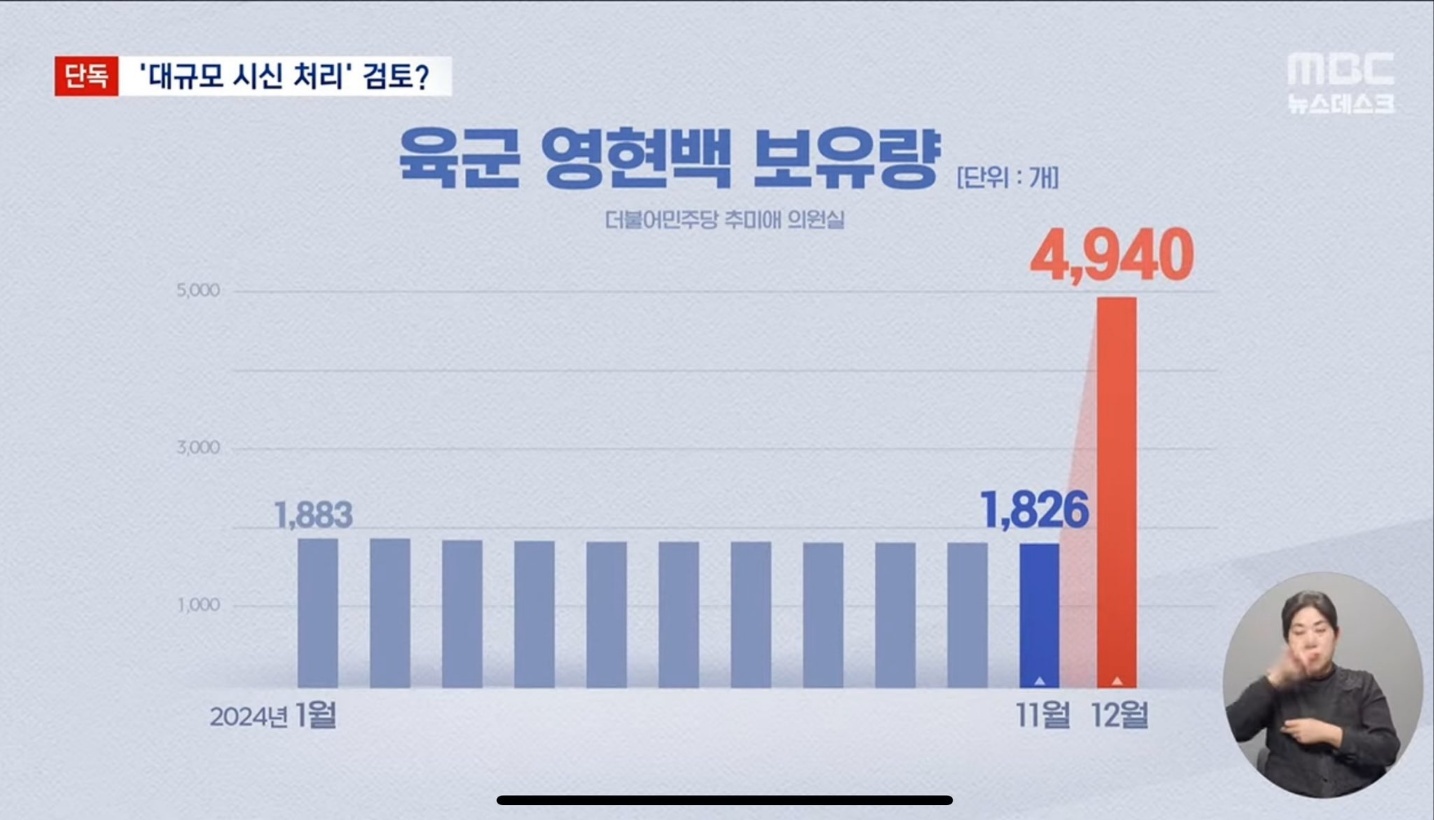 단독 '대규모 시신 처리' 검토?
MBC
뉴스데스크
육군 영현백 보유량 [단위 : 개]
더불어민주당 추미애 의원실
4,940
5,000
3,000
1,883
1,826
1,000
2024년 1월 11월 12월